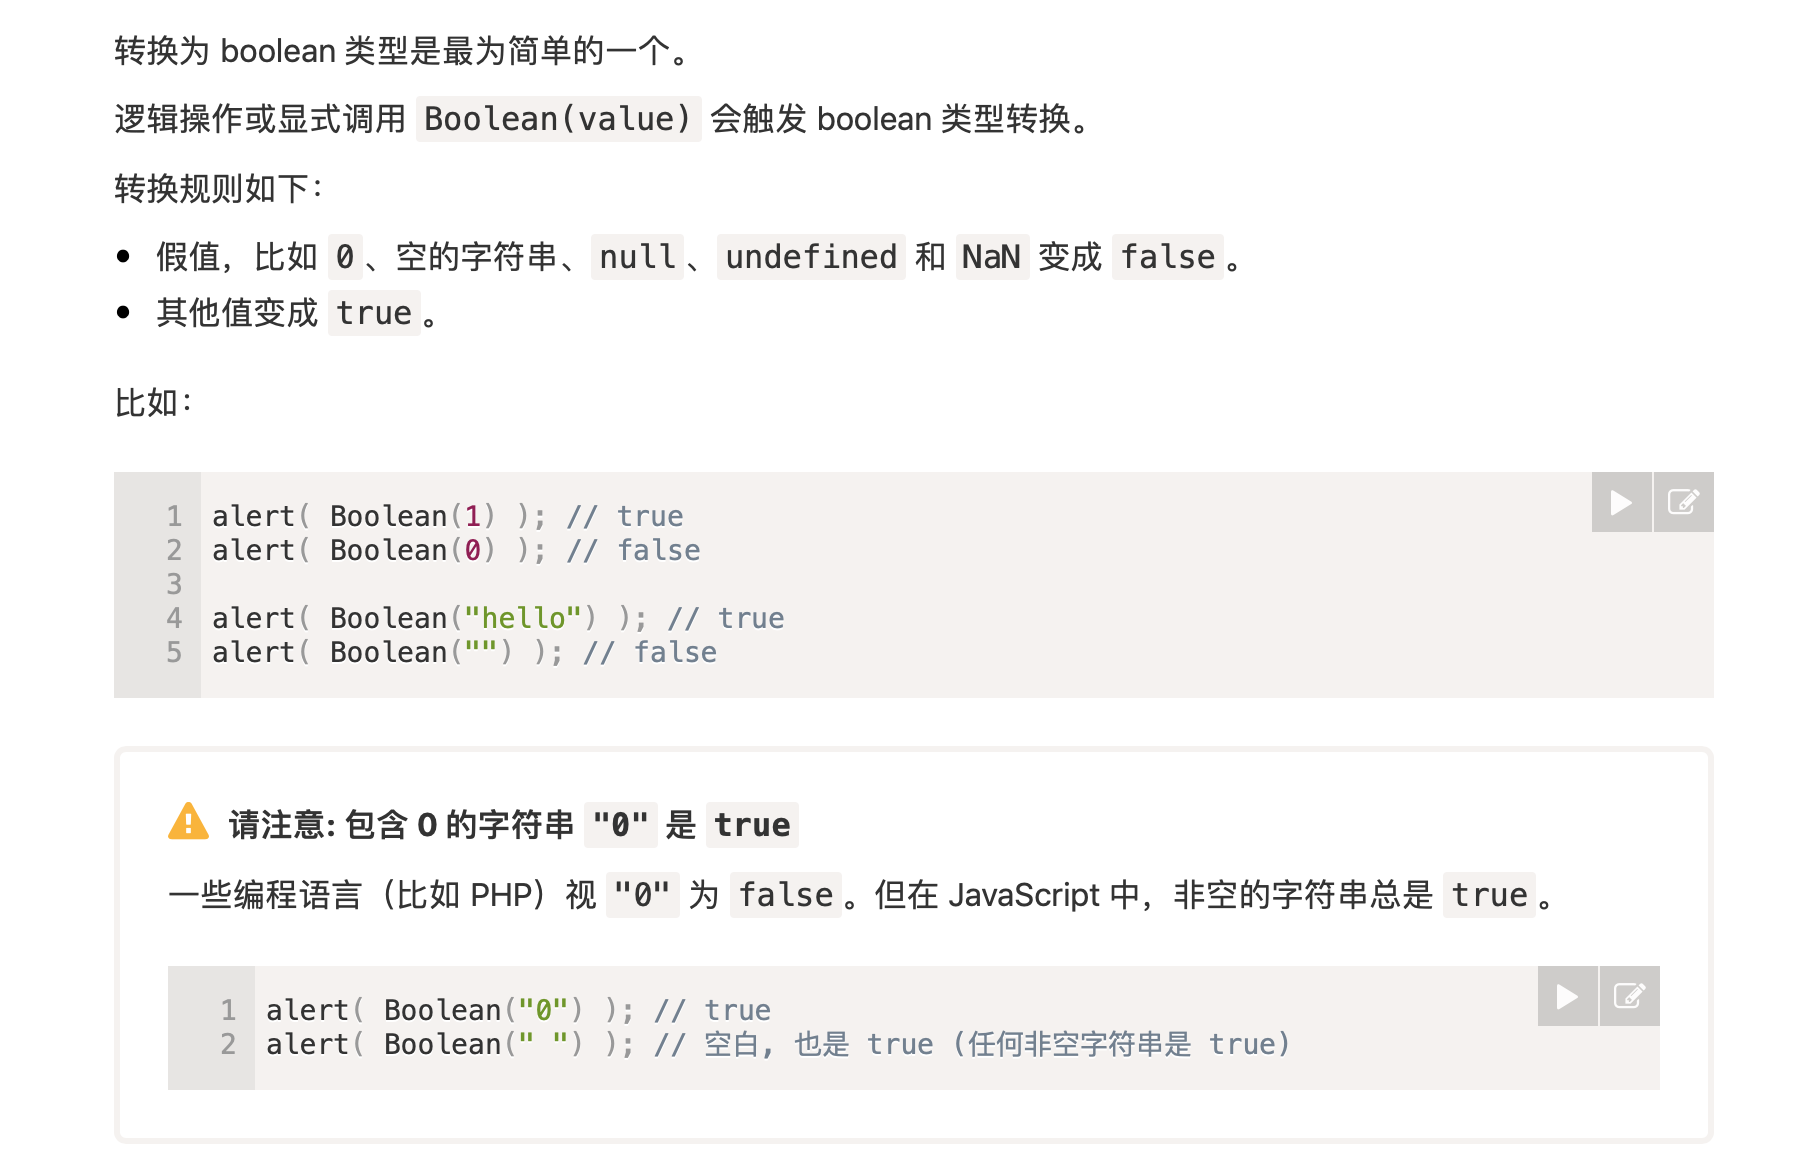 转换为 boolean 类型是最为简单的一个。
逻辑操作或显式调用 Boolean(value) 会触发 boolean 类型转换。
转换规则如下：
• 假值，比如 0、空的字符串、null、undefined 和 NaN 变成 false。
• 其他值变成 true。
比如：
1 alert( Boolean(1) ); // true
2 alert( Boolean(0) ); // false
3
4 alert( Boolean("hello") ); // true
5 alert( Boolean("") ); // false
请注意：包含 0 的字符串 "0" 是 true
一些编程语言（比如 PHP）视 "0" 为 false。但在 JavaScript 中，非空的字符串总是 true。
1 alert( Boolean("0") ); // true
2 alert( Boolean(" ") ); // 空白，也是 true（任何非空字符串是 true）